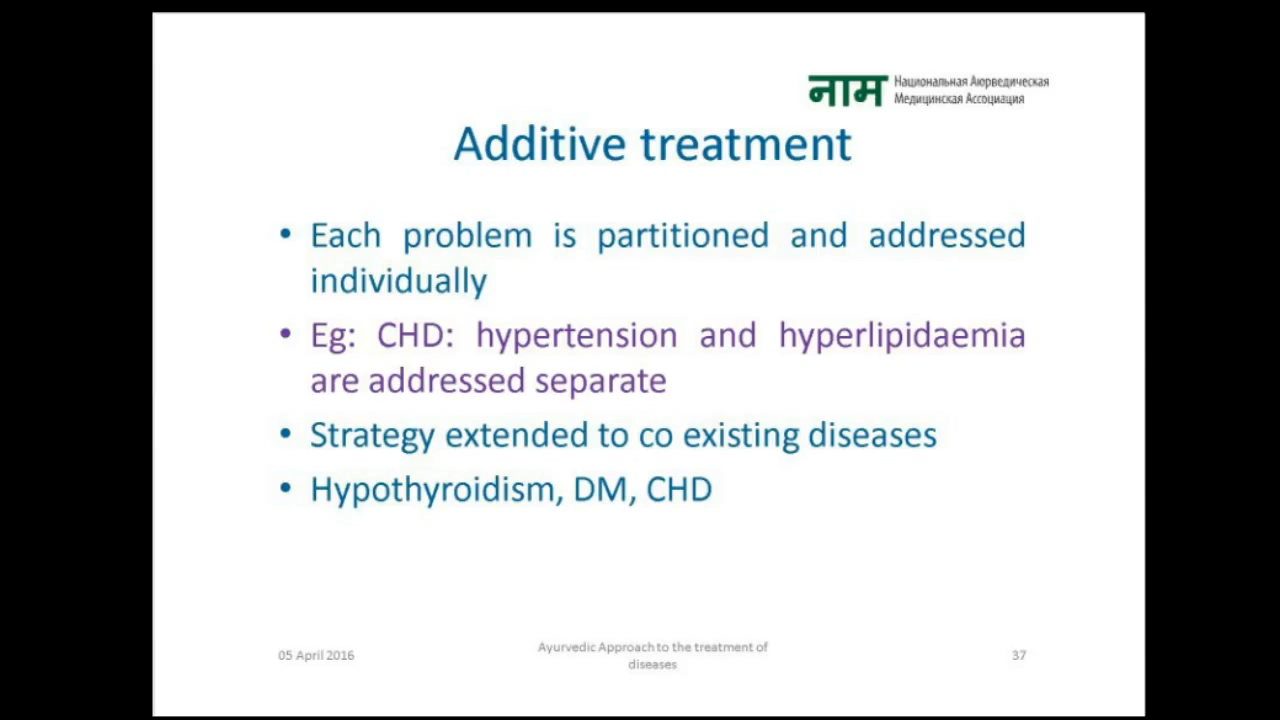 नाम Национальная Аюрведическая
Медицинская Ассоциация
Additive treatment
• Each problem is partitioned and addressed
individually
• Eg: CHD: hypertension and hyperlipidaemia
are addressed separate
• Strategy extended to co existing diseases
• Hypothyroidism, DM, CHD
05 April 2016
Ayurvedic Approach to the treatment of
diseases
37